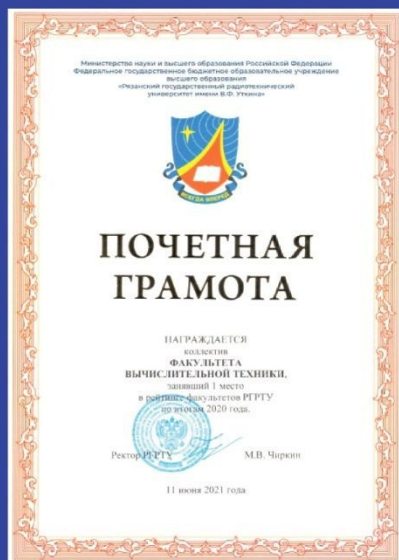 Министерство науки и высшего образования Российской Федерации
Федеральное государственное бюджетное образовательное учреждение
высшего образования
«Рязанский государственный радиотехнический
университет имени В.Ф. Уткина»
ВСЕГДА ВПЕРЕД
ПОЧЕТНАЯ
ГРАМОТА
НАГРАЖДАЕТСЯ
коллектив
ФАКУЛЬТЕТА
ВЫЧИСЛИТЕЛЬНОЙ ТЕХНИКИ,
занявший 1 место
в рейтинге факультетов РГРТУ
по итогам 2020 года.
Ректор РГРТУ М.В. Чиркин
11 июня 2021 года